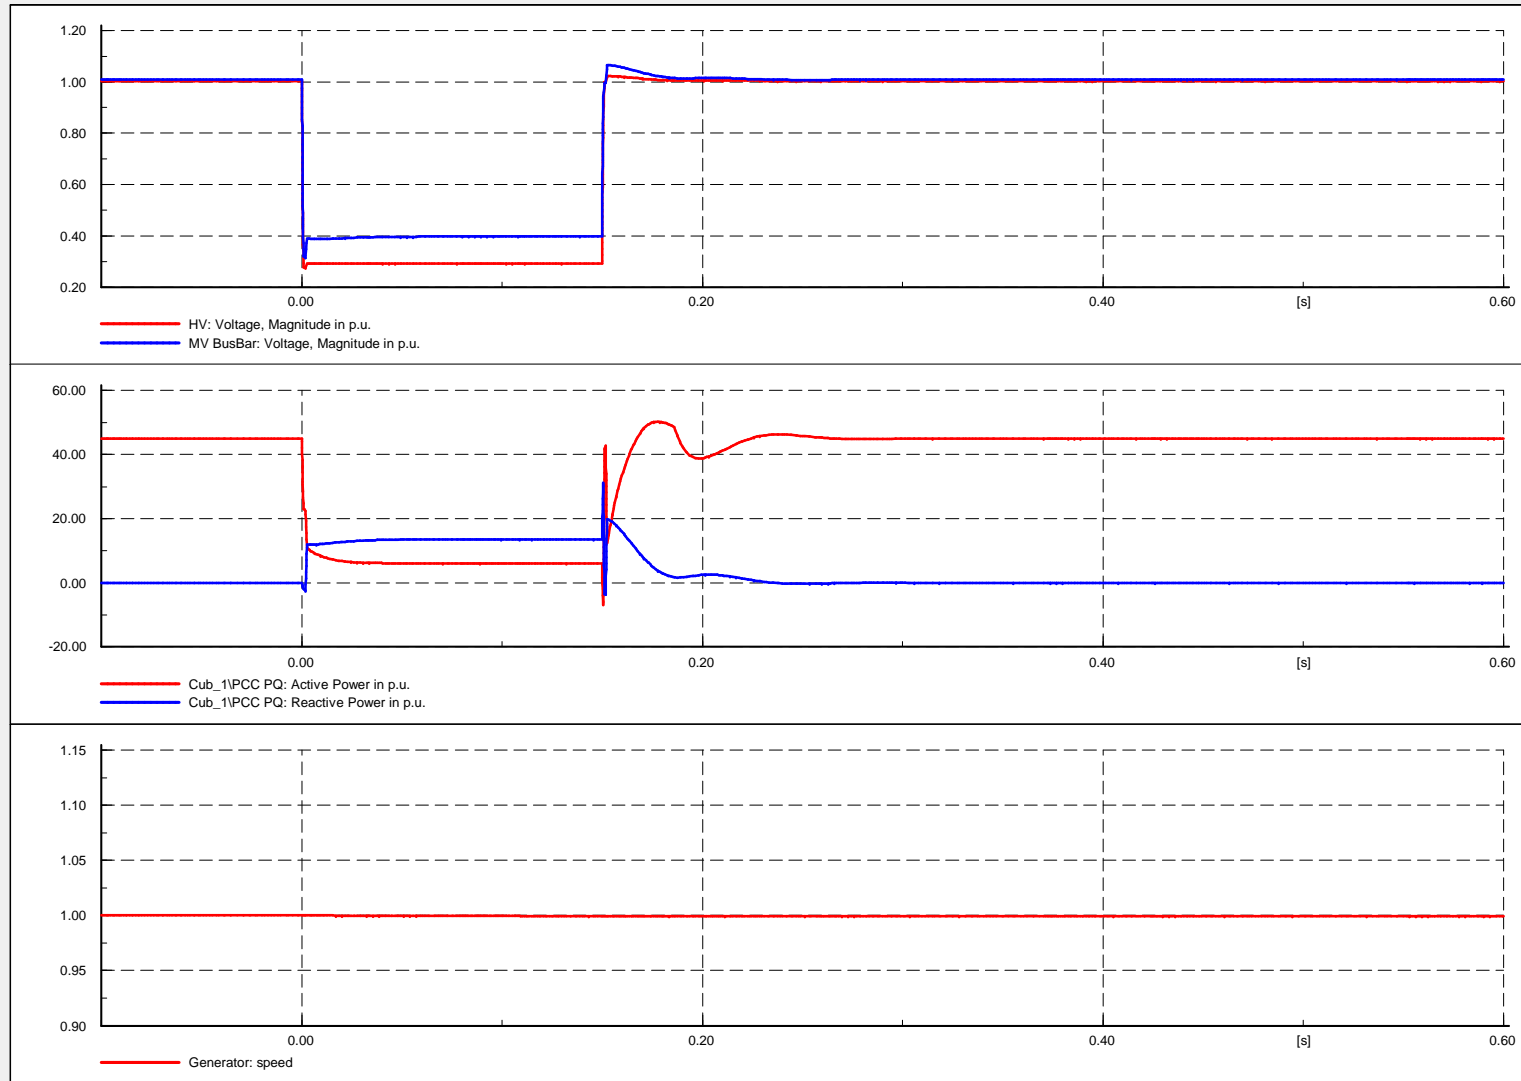 1.20
1.00
0.80
0.60
0.40
0.20
0.00 0.20 0.40 [s] 0.60
HV: Voltage, Magnitude in p.u.
MV BusBar: Voltage, Magnitude in p.u.
60.00
40.00
20.00
0.00
-20.00
0.00 0.20 0.40 [s] 0.60
Cub_1\PCC PQ: Active Power in p.u.
Cub_1\PCC PQ: Reactive Power in p.u.
1.15
1.10
1.05
1.00
0.95
0.90
0.00 0.20 0.40 [s] 0.60
Generator: speed